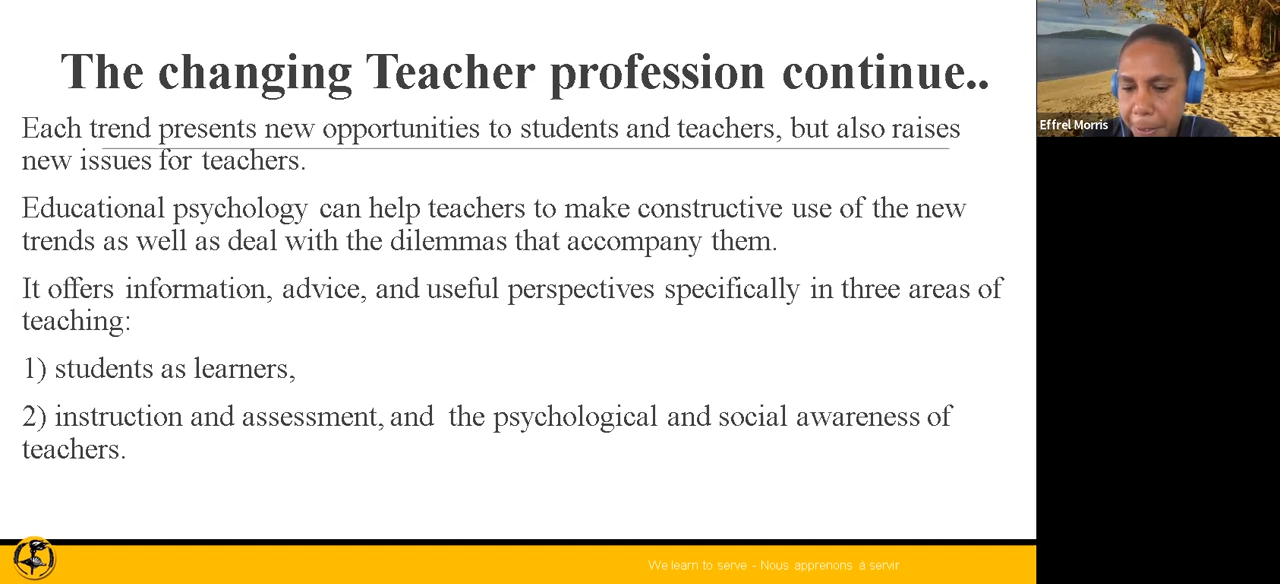 The changing Teacher profession continue..
Each trend presents new opportunities to students and teachers, but also raises
new issues for teachers.
Educational psychology can help teachers to make constructive use of the new
trends as well as deal with the dilemmas that accompany them.
It offers information, advice, and useful perspectives specifically in three areas of
teaching:
1) students as learners,
2) instruction and assessment, and the psychological and social awareness of
teachers.
We learn to serve - Nous apprenons á servir
Effrel Morris